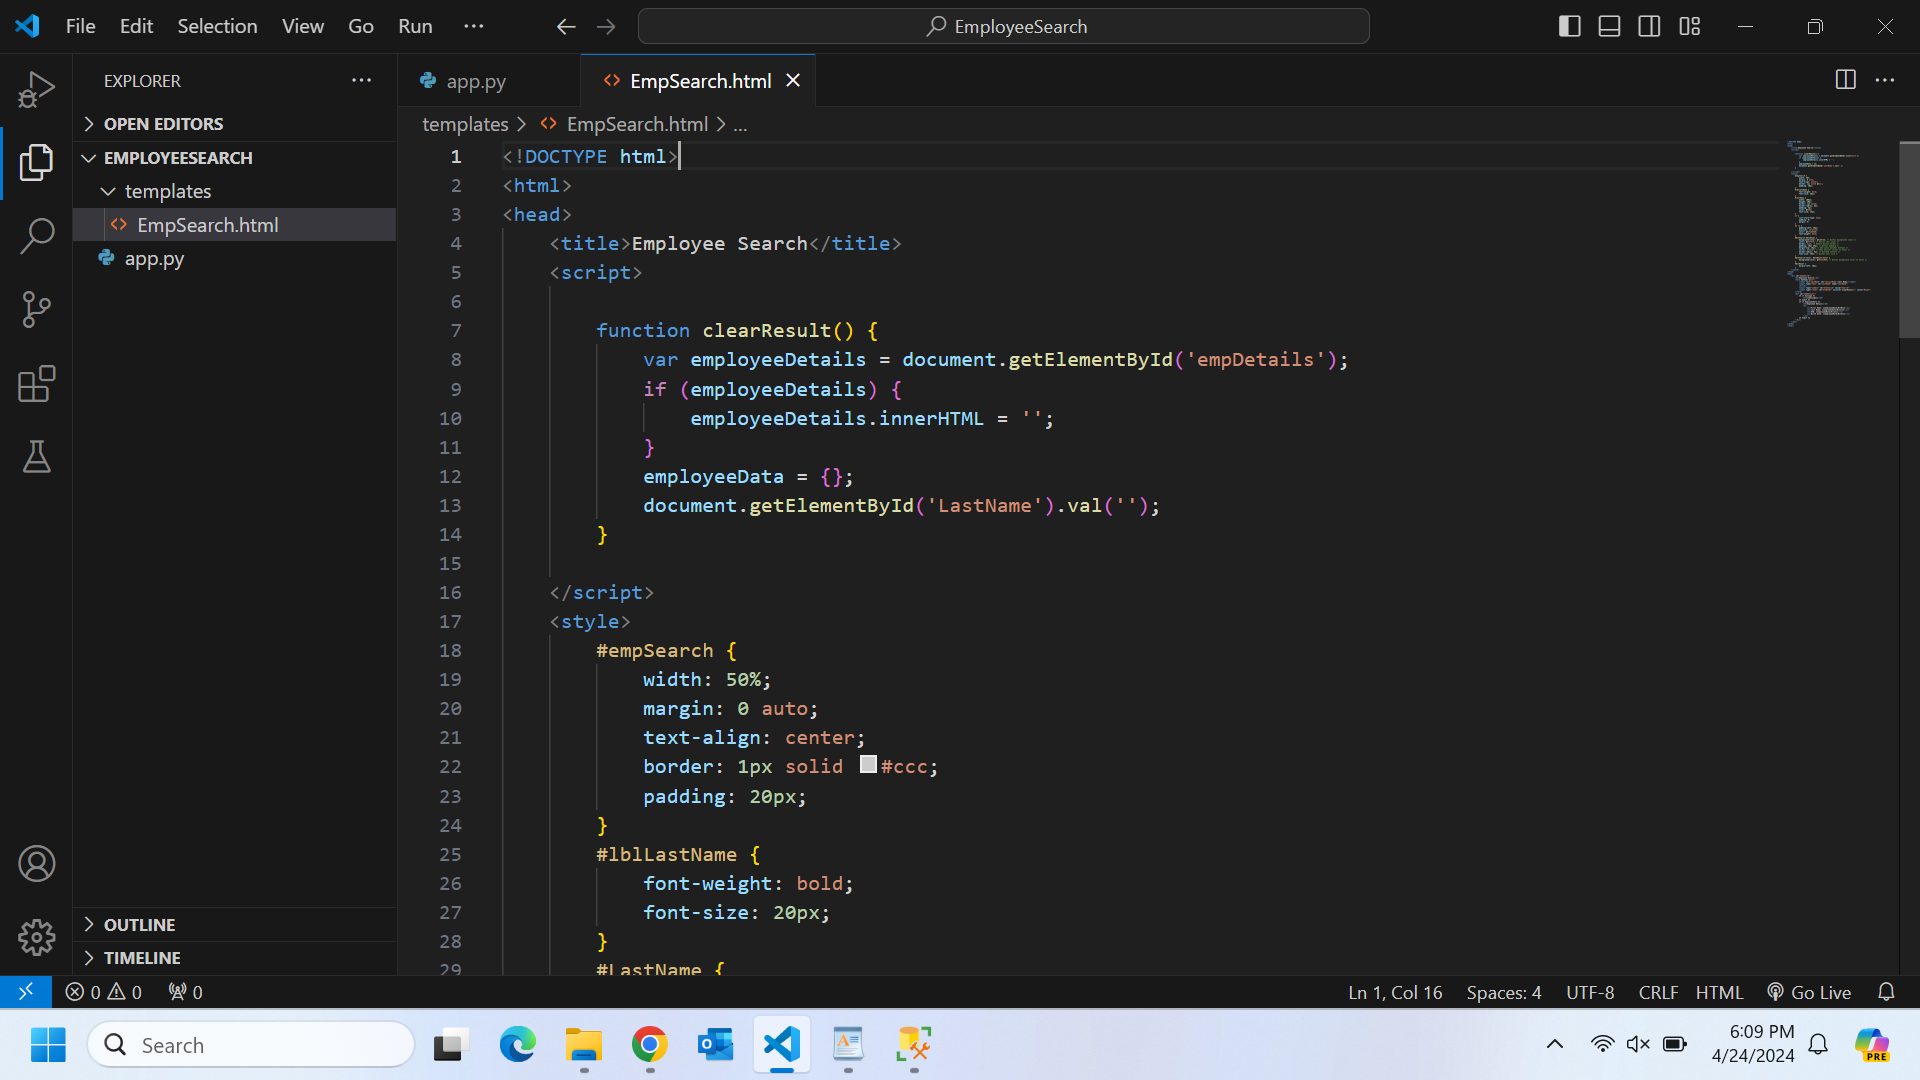 File Edit Selection View Go Run ···
EmployeeSearch
EXPLORER
OPEN EDITORS
EMPLOYEESEARCH
templates
EmpSearch.html
app.py
OUTLINE
TIMELINE
app.py EmpSearch.html
templates > EmpSearch.html > ...
1 <!DOCTYPE html>
2 <html>
3 <head>
4 <title>Employee Search</title>
5 <script>
6
7 function clearResult() {
8 var employeeDetails = document.getElementById('empDetails');
9 if (employeeDetails) {
10 employeeDetails.innerHTML = '';
11 }
12 employeeData = {};
13 document.getElementById('LastName').val('');
14 }
15
16 </script>
17 <style>
18 #empSearch {
19 width: 50%;
20 margin: 0 auto;
21 text-align: center;
22 border: 1px solid #ccc;
23 padding: 20px;
24 }
25 #lblLastName {
26 font-weight: bold;
27 font-size: 20px;
28 }
29 #LastName {
0 0 0 Ln 1, Col 16 Spaces: 4 UTF-8 CRLF HTML Go Live
Search
6:09 PM
4/24/2024
PRE